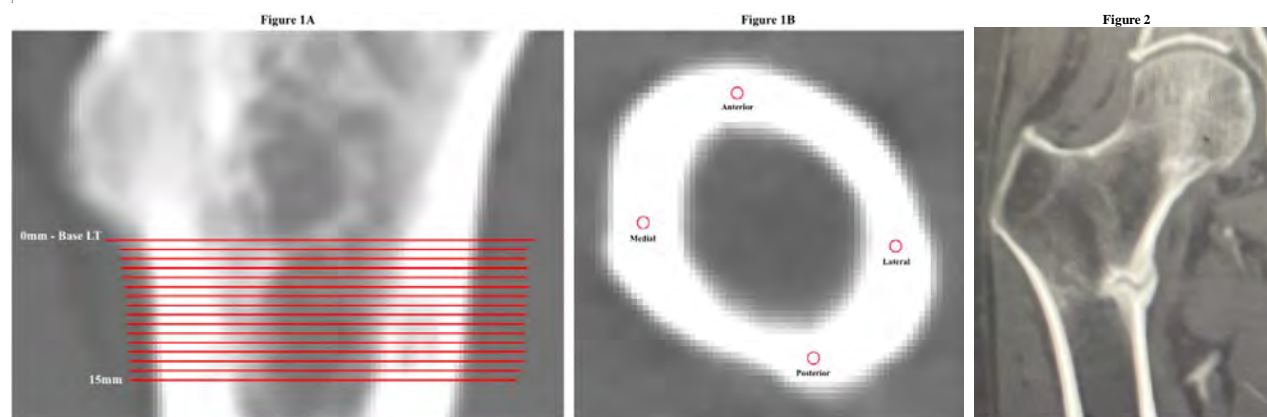 Figure 1A
Figure 1B
Figure 2
0mm - Base LT
15mm
Anterior
Medial
Lateral
Posterior